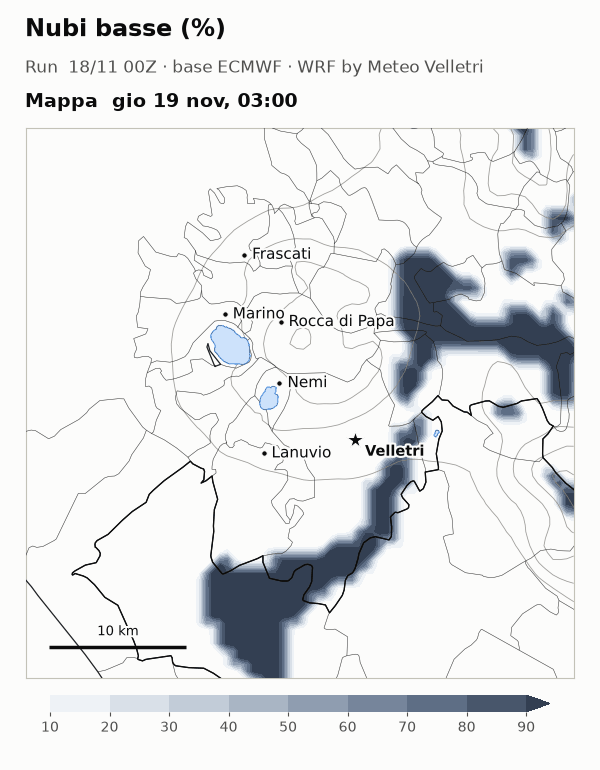 Nubi basse (%)
Run 18/11 00Z · base ECMWF · WRF by Meteo Velletri
Mappa gio 19 nov, 03:00
Frascati
Marino
Rocca di Papa
Nemi
Velletri
Lanuvio
10 km
10 20 30 40 50 60 70 80 90